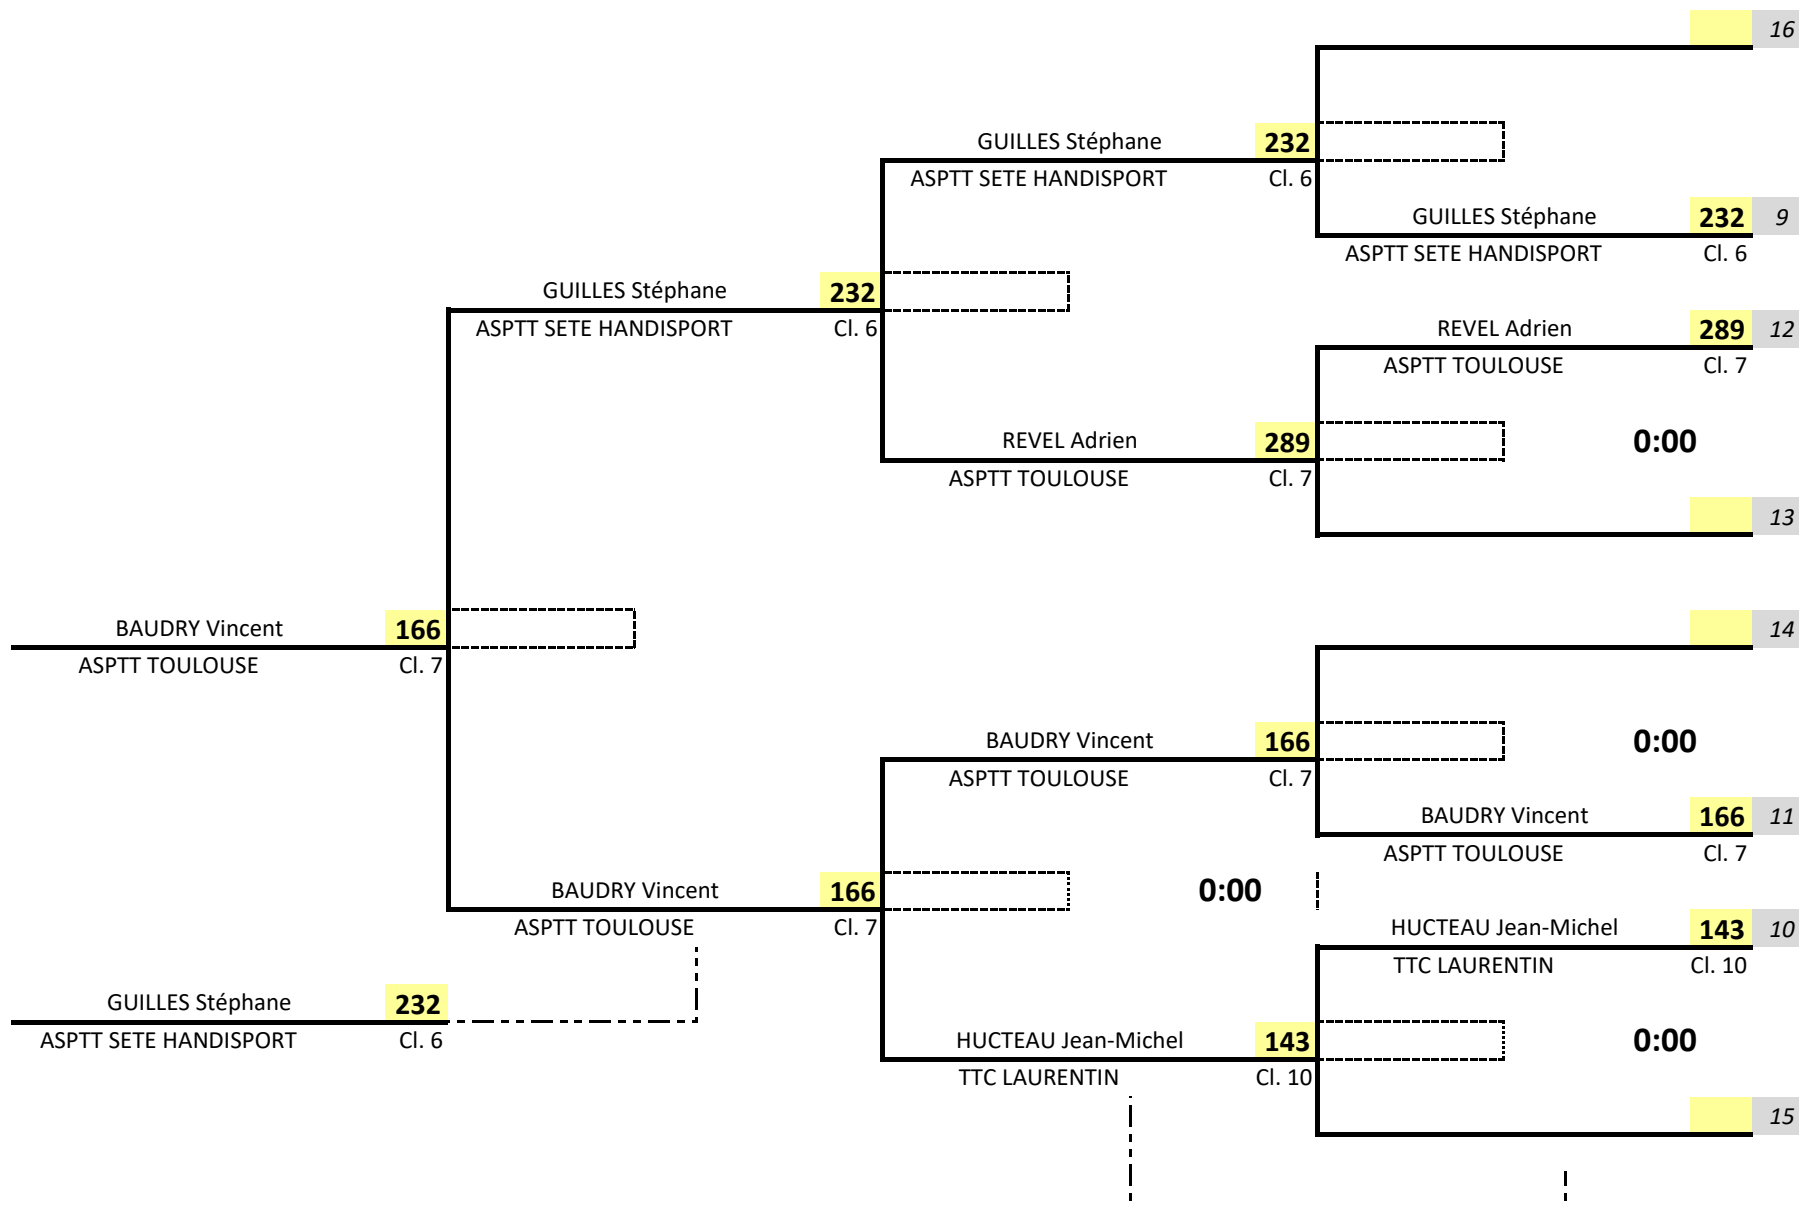 16
GUILLES Stéphane 232
ASPTT SETE HANDISPORT Cl. 6
GUILLES Stéphane 232 9
ASPTT SETE HANDISPORT Cl. 6
GUILLES Stéphane 232
ASPTT SETE HANDISPORT Cl. 6
REVEL Adrien 289 12
ASPTT TOULOUSE Cl. 7
REVEL Adrien 289 0:00
ASPTT TOULOUSE Cl. 7
13
BAUDRY Vincent 166 14
ASPTT TOULOUSE Cl. 7
BAUDRY Vincent 166 0:00
ASPTT TOULOUSE Cl. 7
BAUDRY Vincent 166 11
ASPTT TOULOUSE Cl. 7
BAUDRY Vincent 166 0:00
ASPTT TOULOUSE Cl. 7
HUCTEAU Jean-Michel 143 10
TTC LAURENTIN Cl. 10
GUILLES Stéphane 232
ASPTT SETE HANDISPORT Cl. 6
HUCTEAU Jean-Michel 143 0:00
TTC LAURENTIN Cl. 10
15